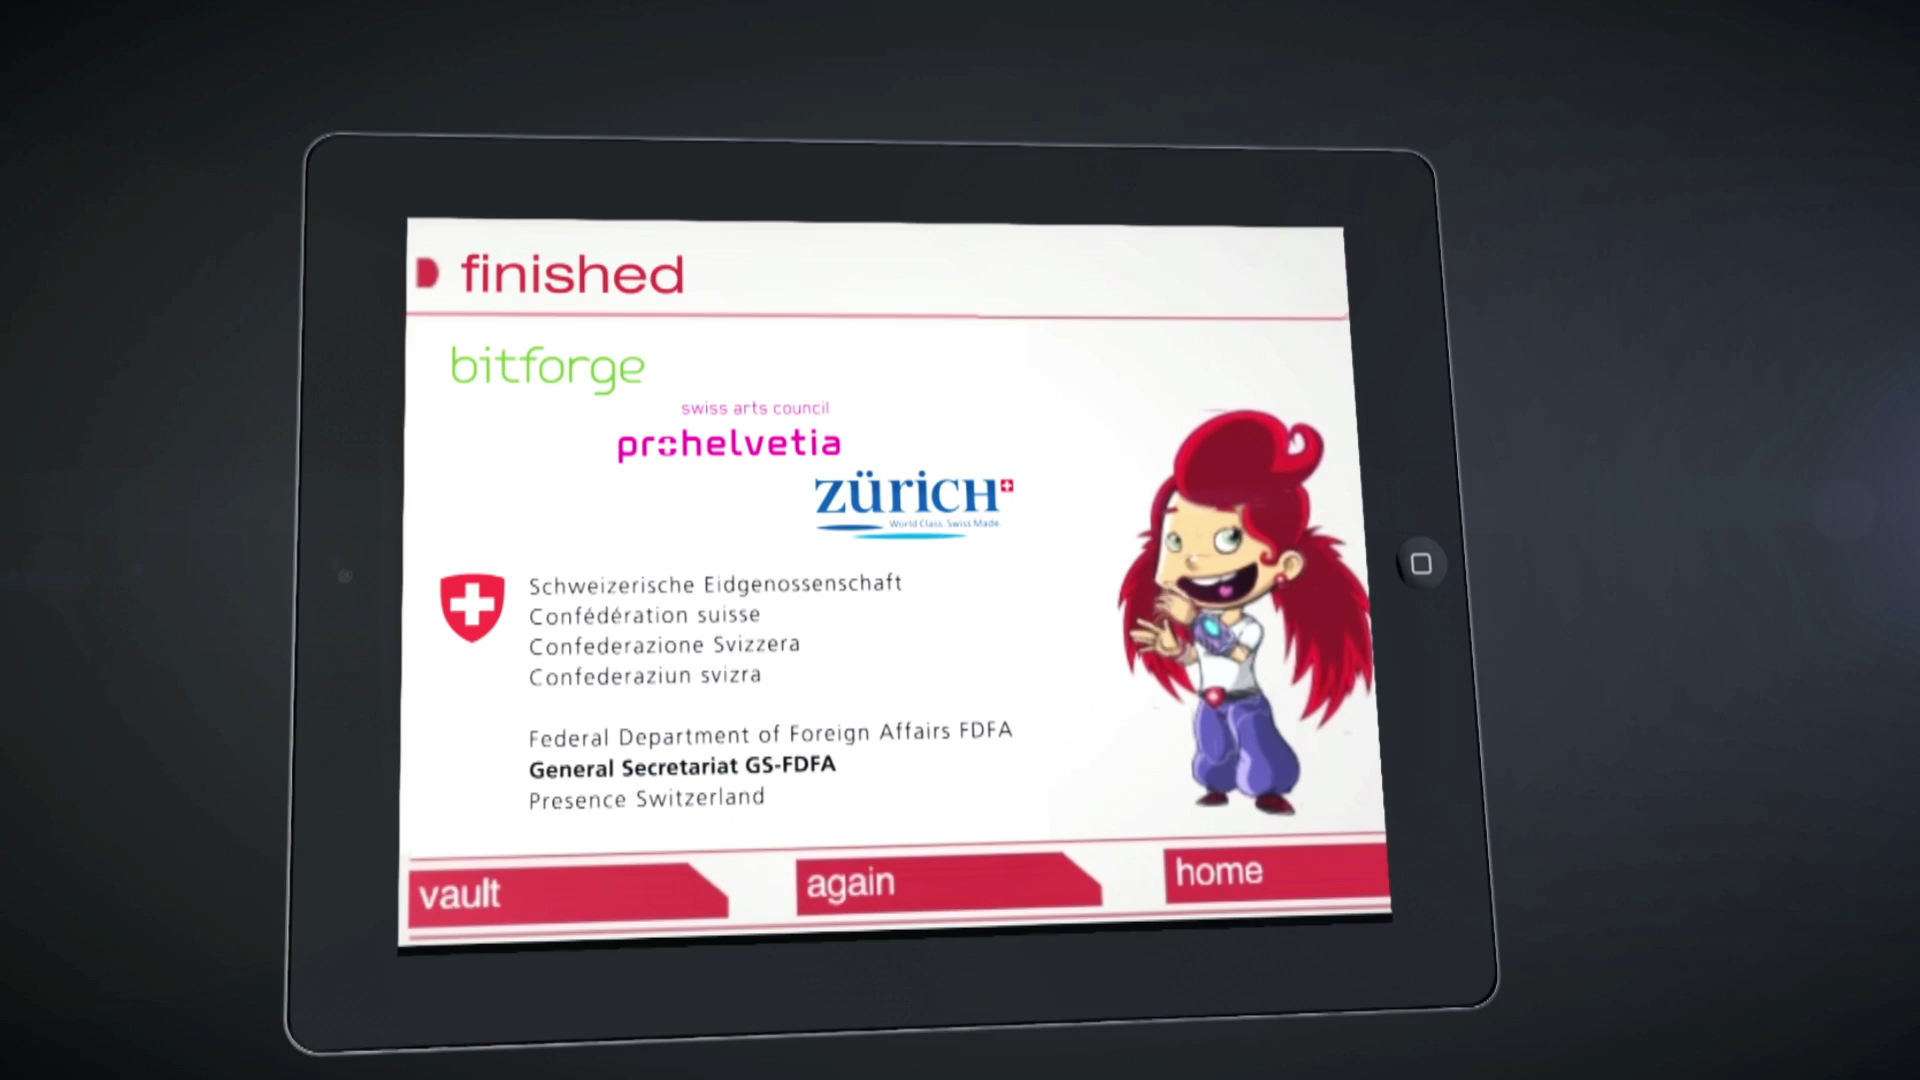 finished
bitforge
swiss arts council
prohelvetia
zürich
World Class. Swiss Made.
Schweizerische Eidgenossenschaft
Confédération suisse
Confederazione Svizzera
Confederaziun svizra
Federal Department of Foreign Affairs FDFA
General Secretariat GS-FDFA
Presence Switzerland
vault
again
home